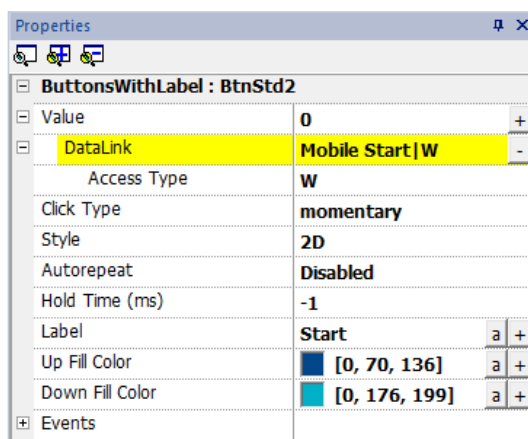 Properties
ButtonsWithLabel : BtnStd2
Value 0 +
DataLink Mobile Start|W -
Access Type W
Click Type momentary
Style 2D
Autorepeat Disabled
Hold Time (ms) -1
Label Start a +
Up Fill Color [0, 70, 136] a +
Down Fill Color [0, 176, 199] a +
Events